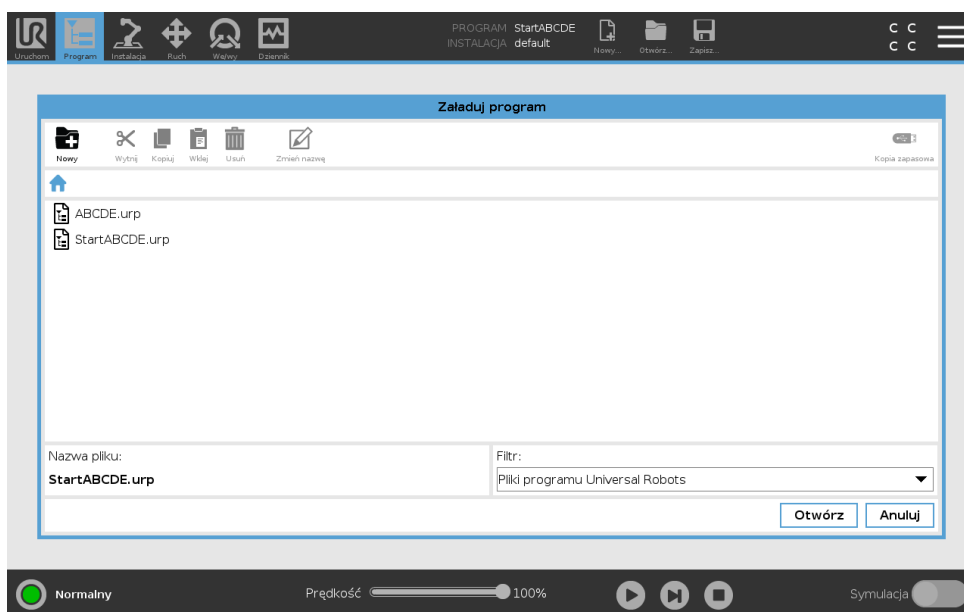 UR
PROGRAM StartABCDE
INSTALACJA default
C C
C C
Uruchom Program Instalacja Ruch We/wy Dziennik Nowy... Otwórz... Zapisz...
Załaduj program
Nowy Wytnij Kopiuj Wklej Usuń Zmień nazwę Kopia zapasowa
ABCDE.urp
StartABCDE.urp
Nazwa pliku: Filtr:
StartABCDE.urp Pliki programu Universal Robots
Otwórz Anuluj
Normalny Prędkość 100% Symulacja